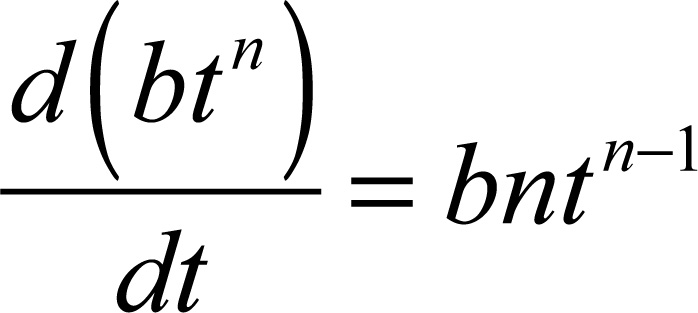 d(btⁿ)/dt = bntⁿ⁻¹